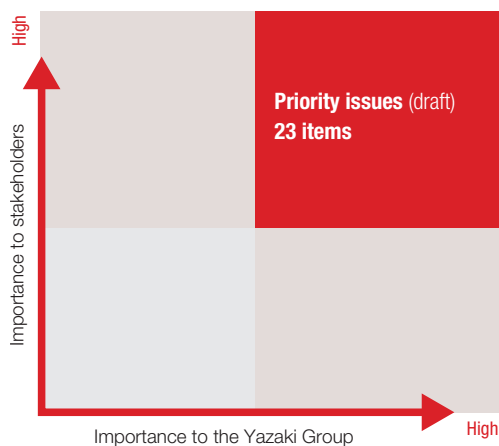 High
Importance to stakeholders
Priority issues (draft)
23 items
Importance to the Yazaki Group
High